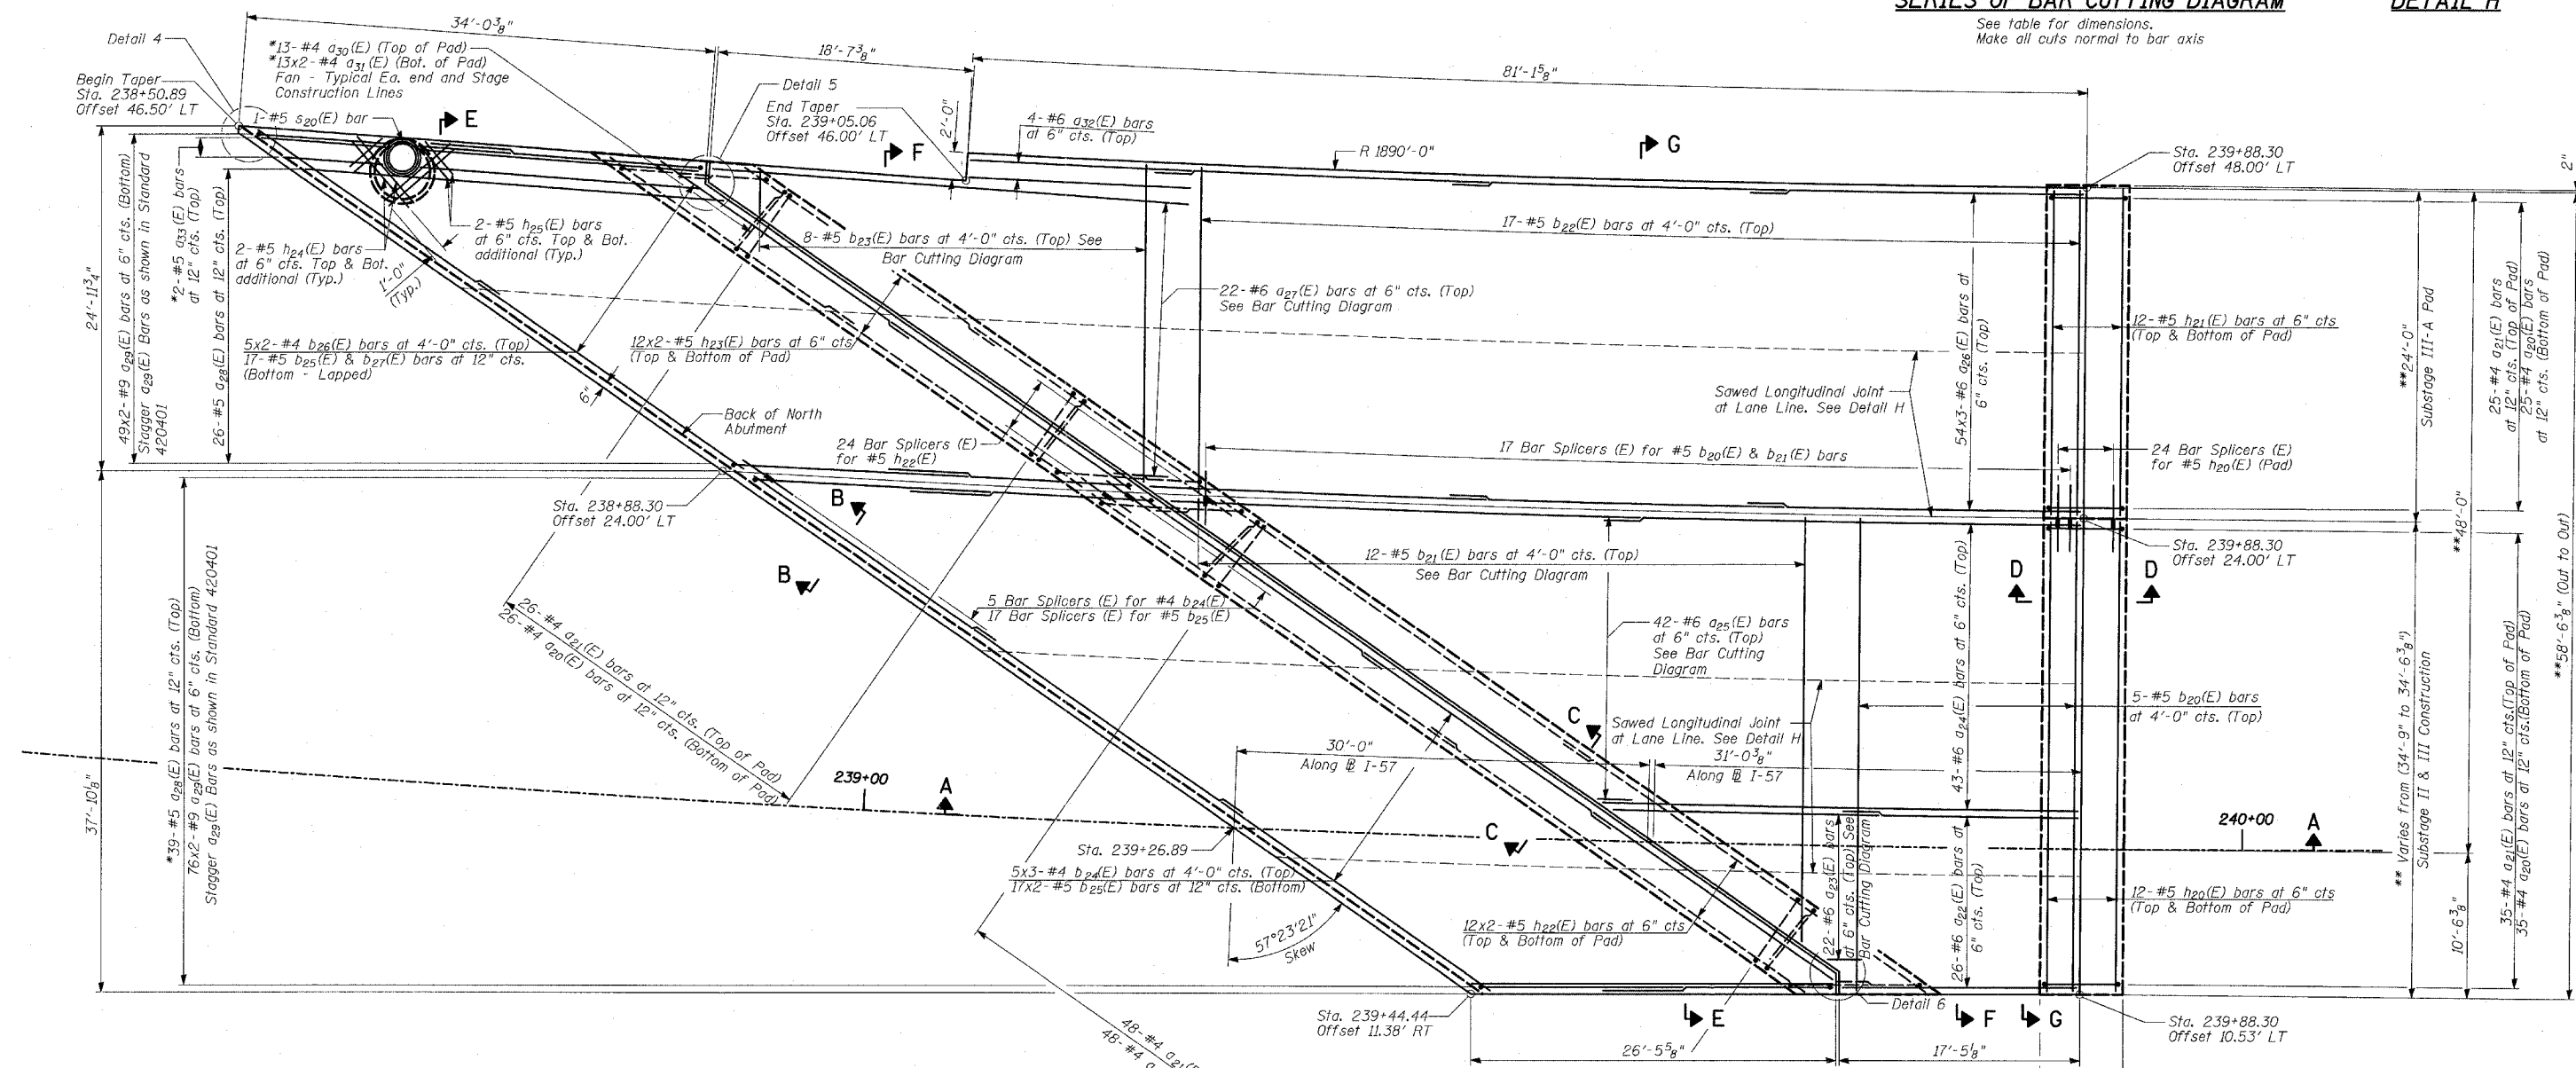 SERIES OF BAR CUTTING DIAGRAM
DETAIL H
See table for dimensions.
Make all cuts normal to bar axis
34'-0 3/8"
18'-7 3/8"
81'-1 5/8"
Detail 4
*13-#4 a30(E) (Top of Pad)
*13x2-#4 a31(E) (Bot. of Pad)
Fan - Typical Ea. end and Stage
Construction Lines
Begin Taper
Sta. 238+50.89
Offset 46.50' LT
1-#5 s20(E) bar
E
Detail 5
End Taper
Sta. 239+05.06
Offset 46.00' LT
F
2'-0"
4-#6 a32(E) bars
at 6" cts. (Top)
R 1890'-0"
G
Sta. 239+88.30
Offset 48.00' LT
2"
24'-11 3/4"
49x2-#9 a29(E) bars at 6" cts. (Bottom)
Stagger a29(E) Bars as shown in Standard
420401
*2-#5 a33(E) bars
at 12" cts. (Top)
26-#5 a28(E) bars at 12" cts. (Top)
2-#5 h24(E) bars
at 6" cts. Top & Bot.
additional (Typ.)
2-#5 h25(E) bars
at 6" cts. Top & Bot.
additional (Typ.)
1'-0"
(Typ.)
8-#5 b23(E) bars at 4'-0" cts. (Top) See
Bar Cutting Diagram
17-#5 b22(E) bars at 4'-0" cts. (Top)
22-#6 a27(E) bars at 6" cts. (Top)
See Bar Cutting Diagram
5x2-#4 b26(E) bars at 4'-0" cts. (Top)
17-#5 b25(E) & b27(E) bars at 12" cts.
(Bottom - Lapped)
12x2-#5 h23(E) bars at 6" cts
(Top & Bottom of Pad)
6"
Back of North
Abutment
54x3-#6 a26(E) bars at
6" cts. (Top)
12-#5 h21(E) bars at 6" cts
(Top & Bottom of Pad)
**24'-0"
Substage III-A Pad
25-#4 a21(E) bars
at 12" cts. (Top of Pad)
25-#4 a20(E) bars
at 12" cts. (Bottom of Pad)
Sawed Longitudinal Joint
at Lane Line. See Detail H
24 Bar Splicers (E)
for #5 h22(E)
17 Bar Splicers (E) for #5 b20(E) & b21(E) bars
24 Bar Splicers (E)
for #5 h20(E) (Pad)
Sta. 238+88.30
Offset 24.00' LT
B
B
12-#5 b21(E) bars at 4'-0" cts. (Top)
See Bar Cutting Diagram
Sta. 239+88.30
Offset 24.00' LT
**48'-0"
**58'-6 3/8" (Out to Out)
D
D
37'-10 1/8"
*39-#5 a28(E) bars at 12" cts. (Top)
76x2-#9 a29(E) bars at 6" cts. (Bottom)
Stagger a29(E) Bars as shown in Standard 420401
26-#4 a21(E) bars at 12" cts. (Top of Pad)
26-#4 a20(E) bars at 12" cts. (Bottom of Pad)
5 Bar Splicers (E) for #4 b24(E)
17 Bar Splicers (E) for #5 b25(E)
42-#6 a25(E) bars
at 6" cts. (Top)
See Bar Cutting
Diagram
43-#6 a24(E) bars at 6" cts. (Top)
5-#5 b20(E) bars
at 4'-0" cts. (Top)
** Varies from (34'-9" to 34'-6 3/8")
Substage II & III Construction
35-#4 a21(E) bars at 12" cts.(Top of Pad)
35-#4 a20(E) bars at 12" cts.(Bottom of Pad)
C
Sawed Longitudinal Joint
at Lane Line. See Detail H
30'-0"
Along ℄ I-57
31'-0 3/8"
Along ℄ I-57
239+00
A
C
240+00
A
Sta. 239+26.89
5x3-#4 b24(E) bars at 4'-0" cts. (Top)
17x2-#5 b25(E) bars at 12" cts. (Bottom)
57°23'21"
Skew
12x2-#5 h22(E) bars at 6" cts
(Top & Bottom of Pad)
22-#6 a23(E) bars
at 6" cts. (Top) See
Bar Cutting Diagram
26-#6 a22(E) bars at
6" cts. (Top)
12-#5 h20(E) bars at 6" cts
(Top & Bottom of Pad)
10'-6 3/8"
48-#4 a21(E)
48-#4
Sta. 239+44.44
Offset 11.38' RT
E
Detail 6
F
G
Sta. 239+88.30
Offset 10.53' LT
26'-5 5/8"
17'-5 1/8"